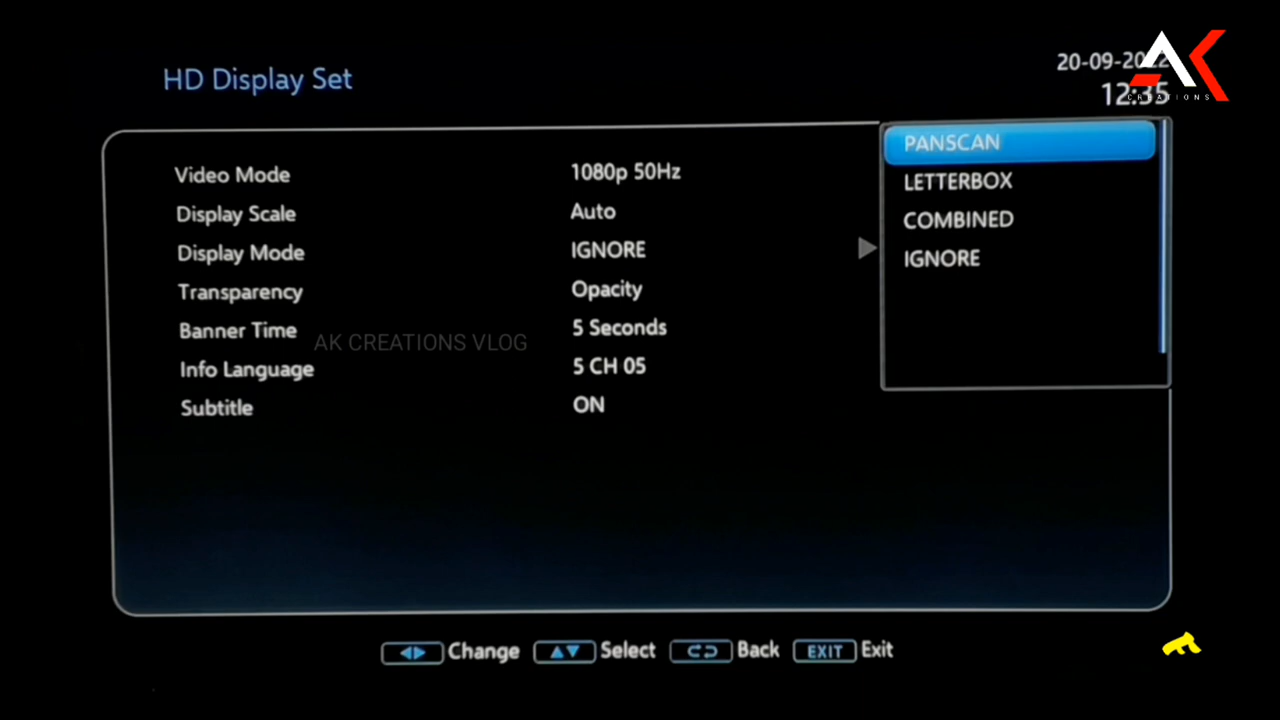 HD Display Set
20-09-2022
12:35
CREATIONS
Video Mode 1080p 50Hz
Display Scale Auto
Display Mode IGNORE
Transparency Opacity
Banner Time 5 Seconds
Info Language 5 CH 05
Subtitle ON
PANSCAN
LETTERBOX
COMBINED
IGNORE
AK CREATIONS VLOG
Change Select Back EXIT Exit